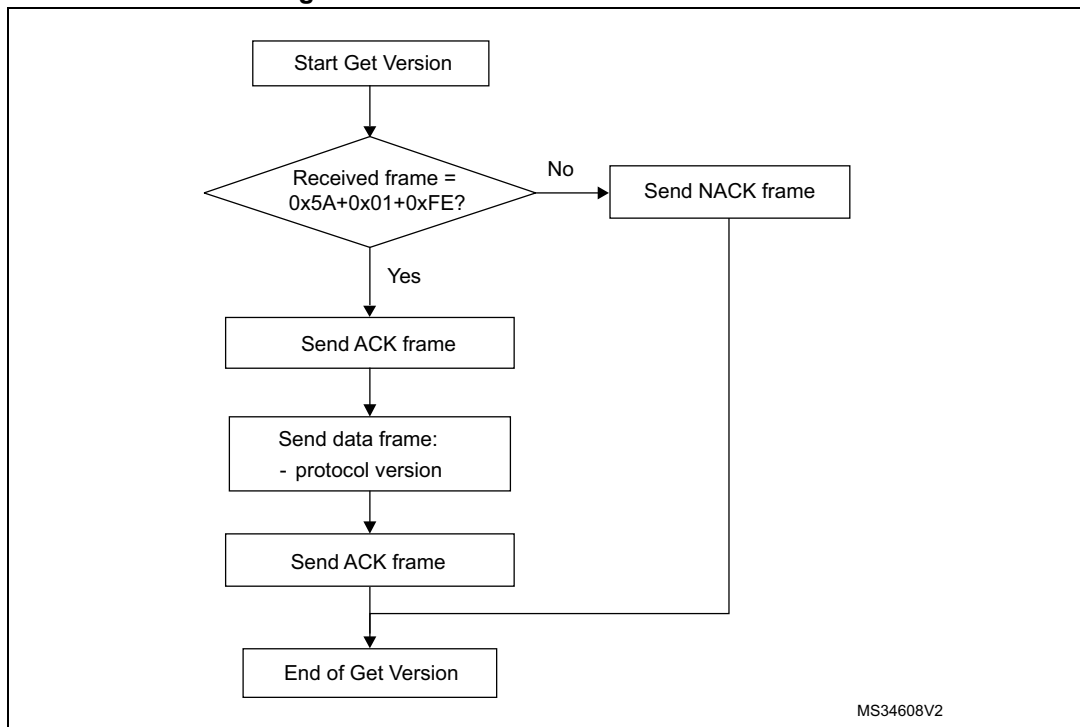 Start Get Version
Received frame =
0x5A+0x01+0xFE?
No
Send NACK frame
Yes
Send ACK frame
Send data frame:
- protocol version
Send ACK frame
End of Get Version
MS34608V2